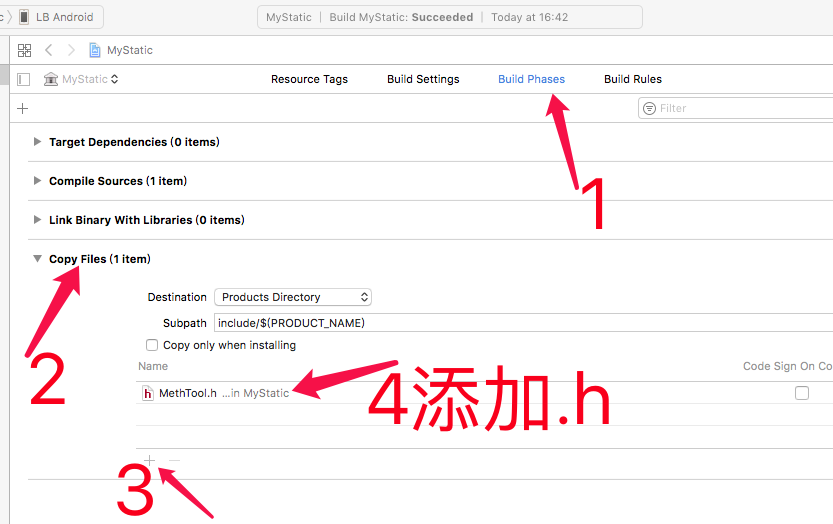 LB Android
MyStatic | Build MyStatic: Succeeded | Today at 16:42
MyStatic
MyStatic
Resource Tags
Build Settings
Build Phases
Build Rules
Filter
Target Dependencies (0 items)
Compile Sources (1 item)
1
Link Binary With Libraries (0 items)
Copy Files (1 item)
Destination
Products Directory
Subpath
include/$(PRODUCT_NAME)
Copy only when installing
2
Name
Code Sign On Co
h MethTool.h ...in MyStatic
4添加.h
3